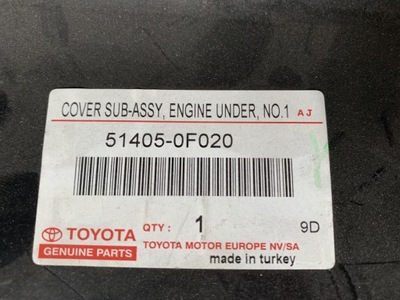 COVER SUB-ASSY, ENGINE UNDER, NO.1 AJ
51405-0F020
TOYOTA
GENUINE PARTS
QTY : 1 9D
TOYOTA MOTOR EUROPE NV/SA
made in turkey